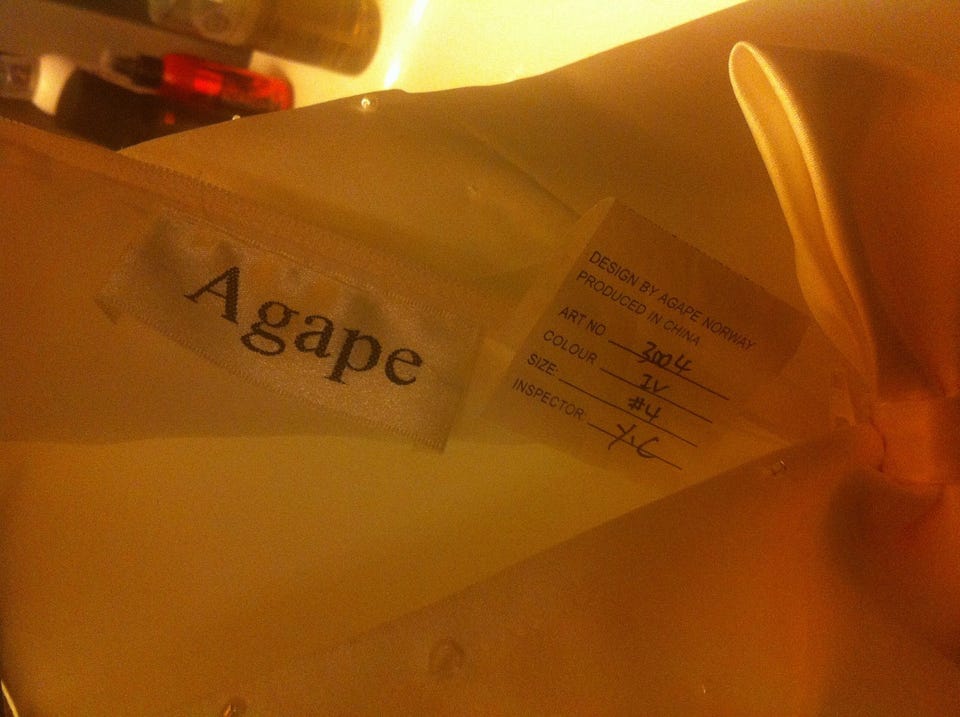 Agape
DESIGN BY AGAPE NORWAY
PRODUCED IN CHINA
ART NO 3004
COLOUR IV
SIZE: #4
INSPECTOR: Y.C